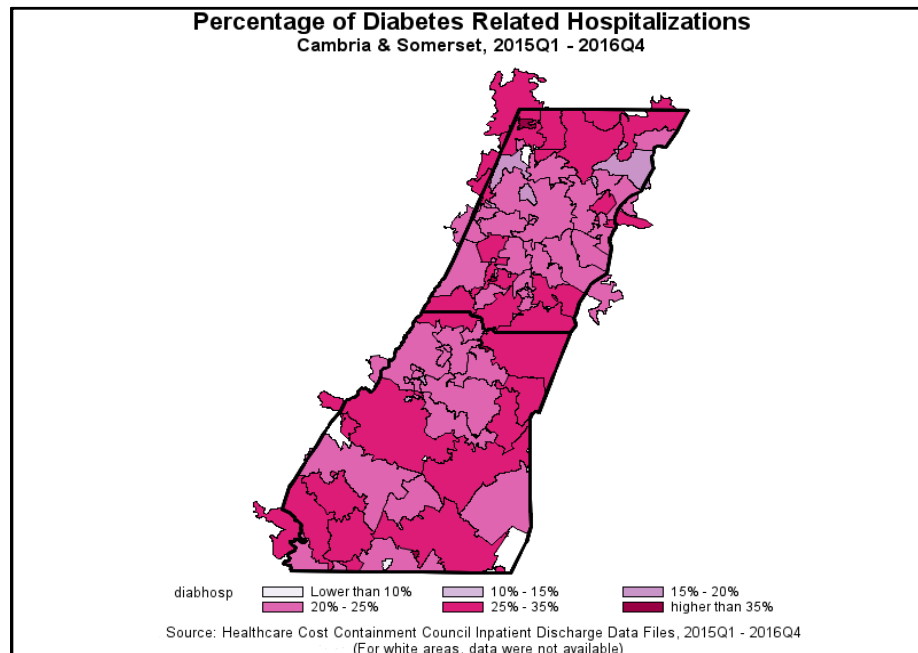 Percentage of Diabetes Related Hospitalizations
Cambria & Somerset, 2015Q1 - 2016Q4
diabhosp
Lower than 10%
10% - 15%
15% - 20%
20% - 25%
25% - 35%
higher than 35%
Source: Healthcare Cost Containment Council Inpatient Discharge Data Files, 2015Q1 - 2016Q4
(For white areas, data were not available)